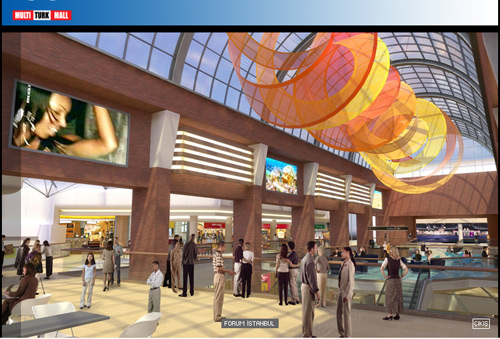 MULTI TURK MALL
FORUM İSTANBUL
ÇIKIŞ